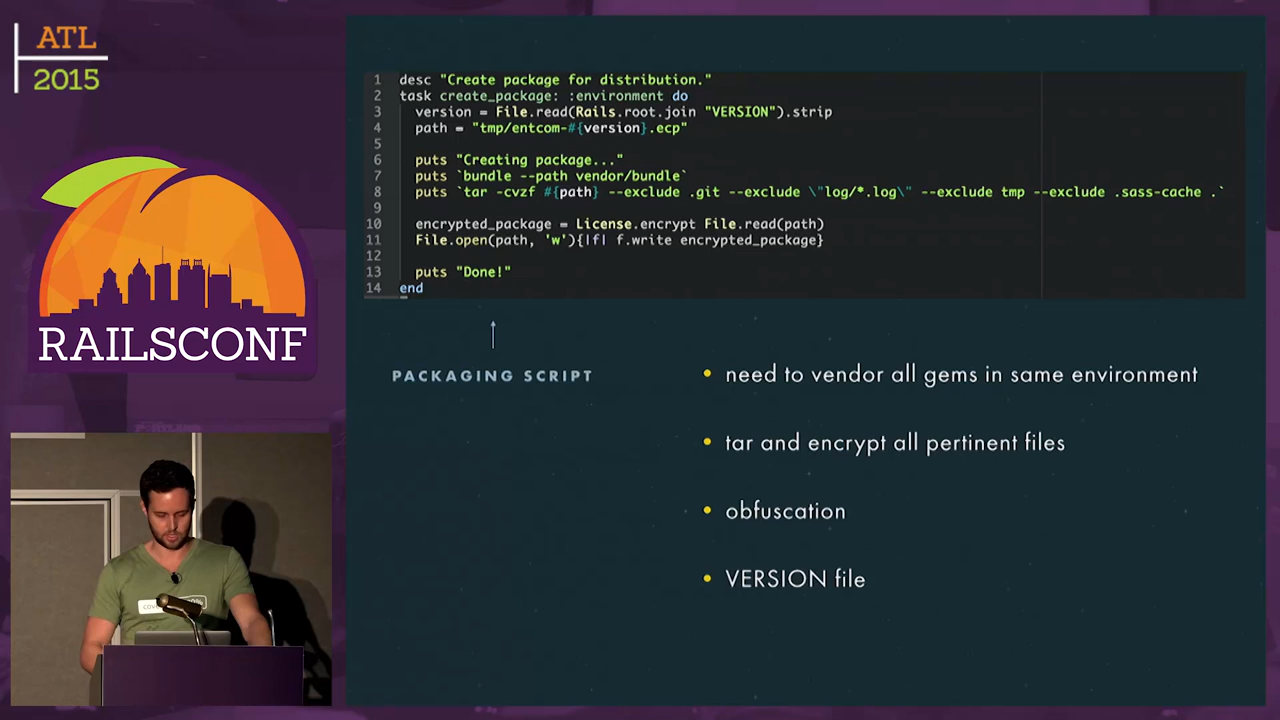 ATL
2015
RAILSCONF
1 desc "Create package for distribution."
2 task create_package: :environment do
3 version = File.read(Rails.root.join "VERSION").strip
4 path = "tmp/entcom-#{version}.ecp"
5
6 puts "Creating package..."
7 puts `bundle --path vendor/bundle`
8 puts `tar -cvzf #{path} --exclude .git --exclude \"log/*.log\" --exclude tmp --exclude .sass-cache .`
9
10 encrypted_package = License.encrypt File.read(path)
11 File.open(path, 'w'){|f| f.write encrypted_package}
12
13 puts "Done!"
14 end
PACKAGING SCRIPT
• need to vendor all gems in same environment
• tar and encrypt all pertinent files
• obfuscation
• VERSION file